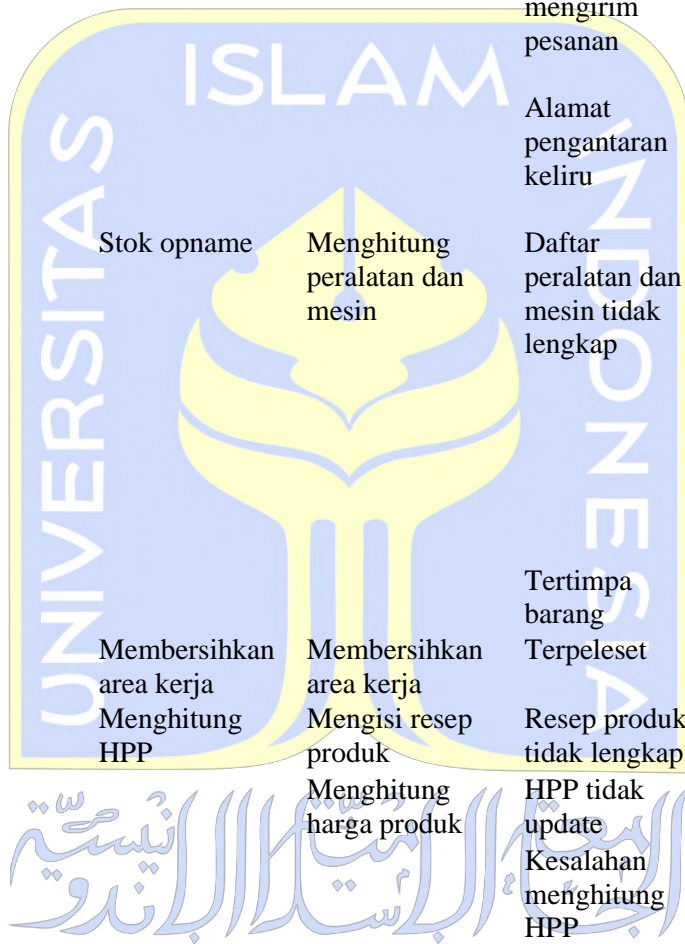 mengirim
pesanan
ISLAM
Alamat
pengantaran
keliru
UNIVERSITAS
INDONESIA
Stok opname Menghitung Daftar
peralatan dan peralatan dan
mesin mesin tidak
lengkap
Tertimpa
barang
Membersihkan Membersihkan Terpeleset
area kerja area kerja
Menghitung Mengisi resep Resep produk
HPP produk tidak lengkap
Menghitung HPP tidak
harga produk update
Kesalahan
menghitung
HPP